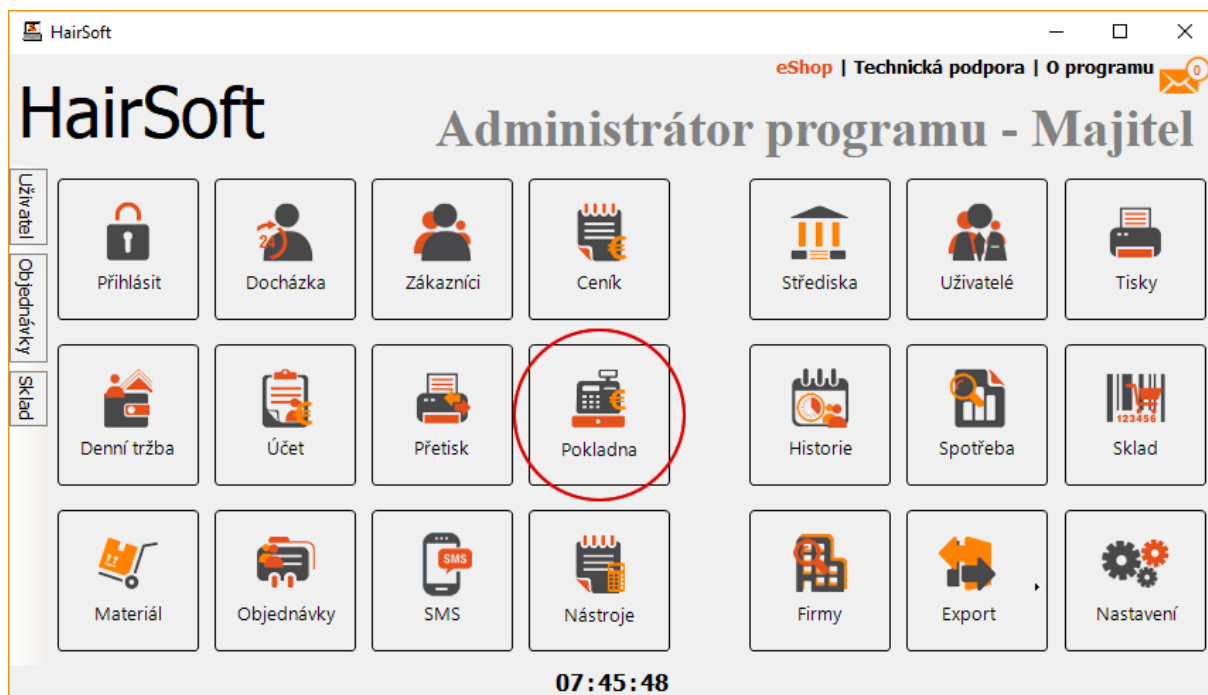 HairSoft
eShop | Technická podpora | O programu
0
HairSoft
Administrátor programu - Majitel
Uživatel
Objednávky
Sklad
Přihlásit
24
Docházka
Zákazníci
Ceník
Střediska
Uživatelé
Tisky
Denní tržba
Účet
Přetisk
Pokladna
Historie
Spotřeba
123456
Sklad
Materiál
Objednávky
SMS
SMS
Nástroje
Firmy
Export
Nastavení
07:45:48